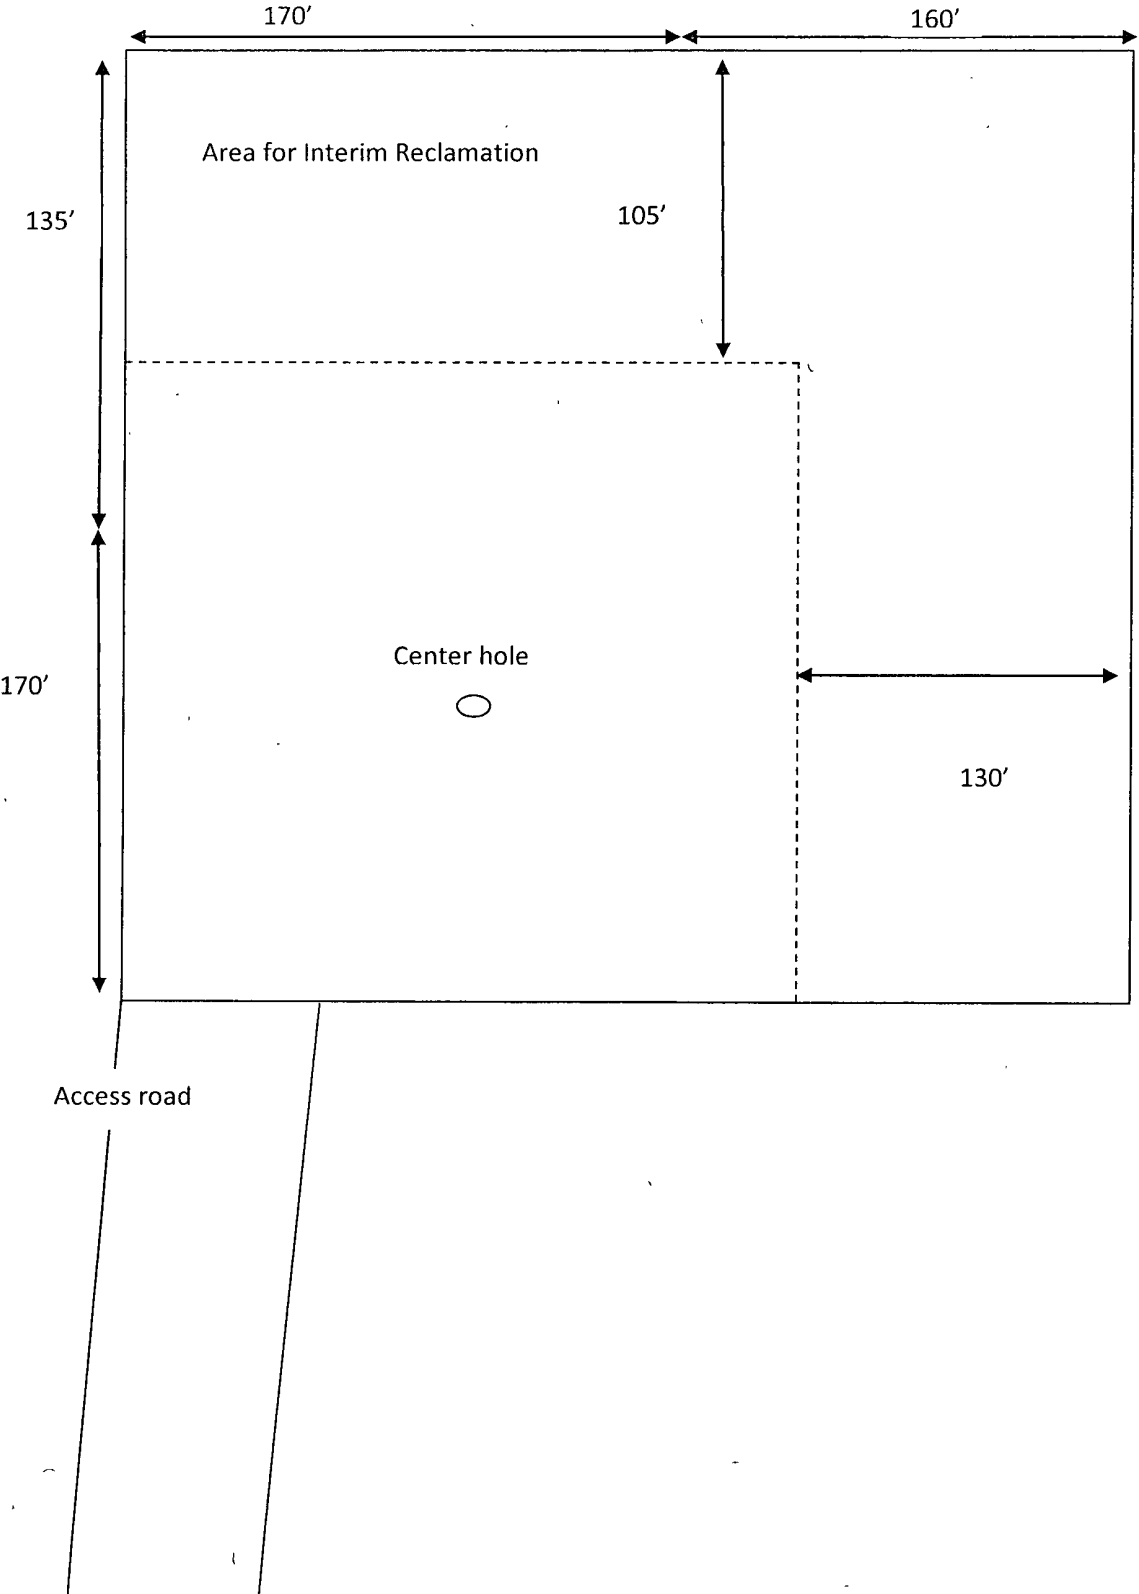 170′
160′
Area for Interim Reclamation
135′
105′
Center hole
170′
130′
Access road